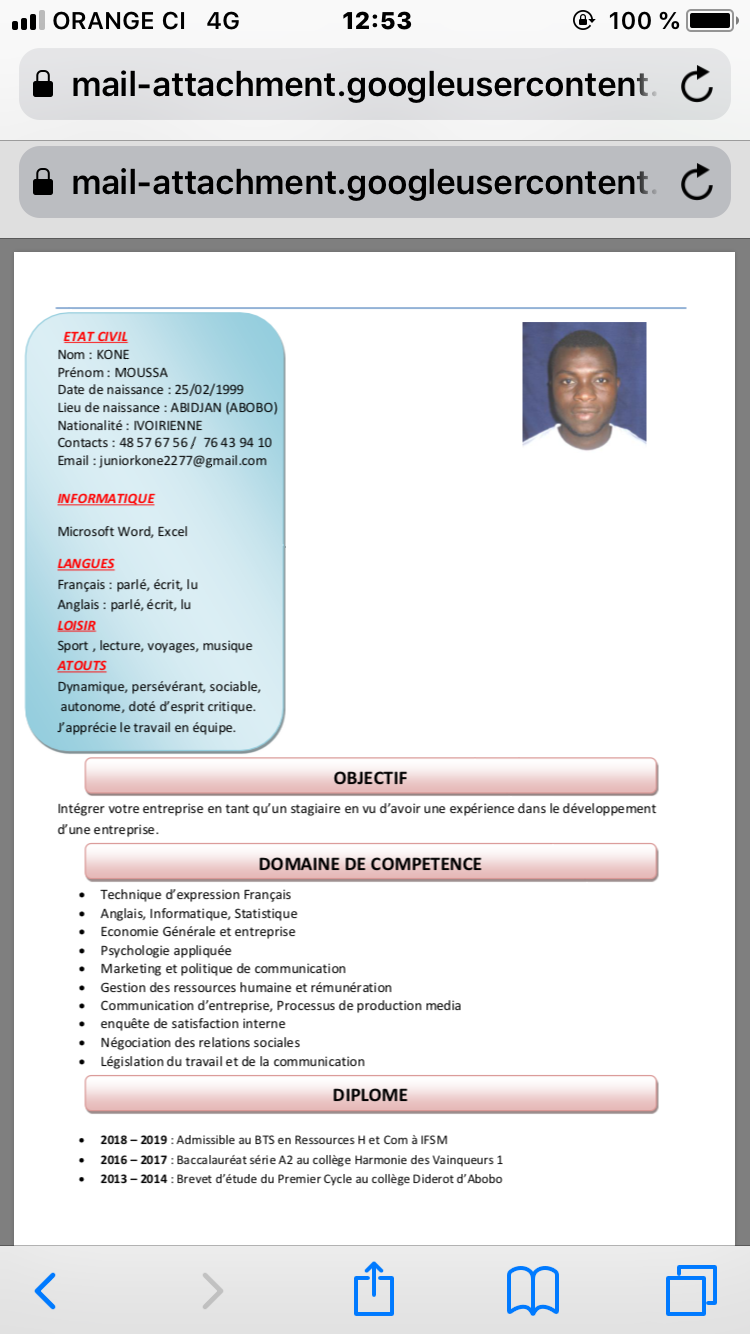 ORANGE CI 4G 12:53 100 %
mail-attachment.googleusercontent.
mail-attachment.googleusercontent.
ETAT CIVIL
Nom : KONE
Prénom : MOUSSA
Date de naissance : 25/02/1999
Lieu de naissance : ABIDJAN (ABOBO)
Nationalité : IVOIRIENNE
Contacts : 48 57 67 56 / 76 43 94 10
Email : juniorkone2277@gmail.com
INFORMATIQUE
Microsoft Word, Excel
LANGUES
Français : parlé, écrit, lu
Anglais : parlé, écrit, lu
LOISIR
Sport , lecture, voyages, musique
ATOUTS
Dynamique, persévérant, sociable,
autonome, doté d'esprit critique.
J'apprécie le travail en équipe.
OBJECTIF
Intégrer votre entreprise en tant qu'un stagiaire en vu d'avoir une expérience dans le développement
d'une entreprise.
DOMAINE DE COMPETENCE
• Technique d'expression Français
• Anglais, Informatique, Statistique
• Economie Générale et entreprise
• Psychologie appliquée
• Marketing et politique de communication
• Gestion des ressources humaine et rémunération
• Communication d'entreprise, Processus de production media
• enquête de satisfaction interne
• Négociation des relations sociales
• Législation du travail et de la communication
DIPLOME
• 2018 – 2019 : Admissible au BTS en Ressources H et Com à IFSM
• 2016 – 2017 : Baccalauréat série A2 au collège Harmonie des Vainqueurs 1
• 2013 – 2014 : Brevet d'étude du Premier Cycle au collège Diderot d'Abobo